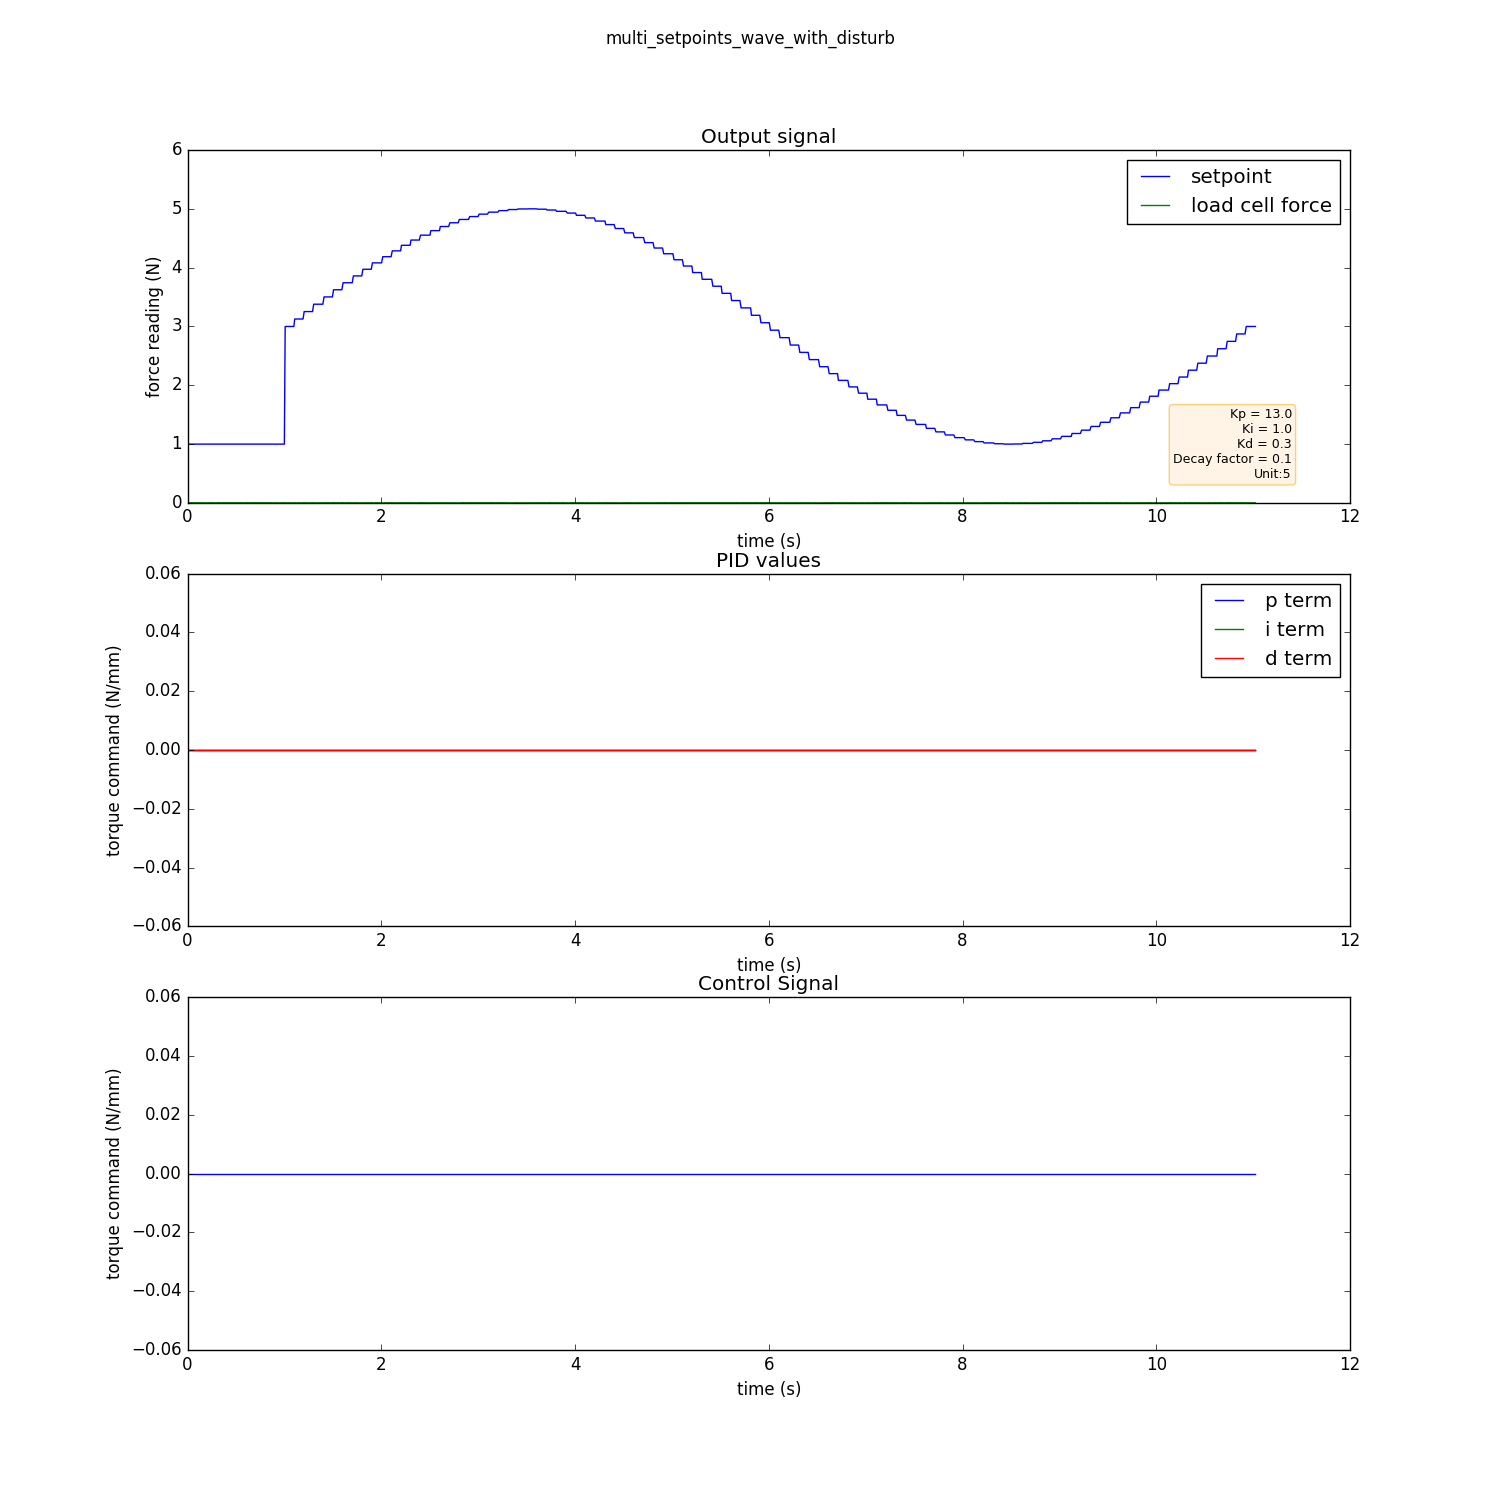 multi_setpoints_wave_with_disturb
Output signal
6
5
4
3
2
1
0
force reading (N)
setpoint
load cell force
Kp = 13.0
Ki = 1.0
Kd = 0.3
Decay factor = 0.1
Unit:5
0 2 4 6 8 10 12
time (s)
PID values
0.06
0.04
0.02
0.00
−0.02
−0.04
−0.06
torque command (N/mm)
p term
i term
d term
0 2 4 6 8 10 12
time (s)
Control Signal
0.06
0.04
0.02
0.00
−0.02
−0.04
−0.06
torque command (N/mm)
0 2 4 6 8 10 12
time (s)